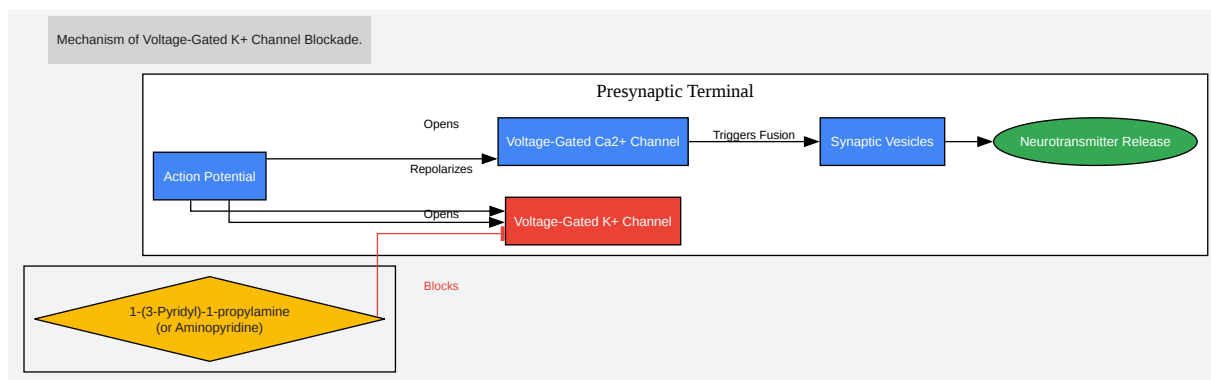 Mechanism of Voltage-Gated K+ Channel Blockade.
Presynaptic Terminal
Opens
Voltage-Gated Ca2+ Channel
Triggers Fusion
Synaptic Vesicles
Neurotransmitter Release
Repolarizes
Action Potential
Opens
Voltage-Gated K+ Channel
Blocks
1-(3-Pyridyl)-1-propylamine
(or Aminopyridine)